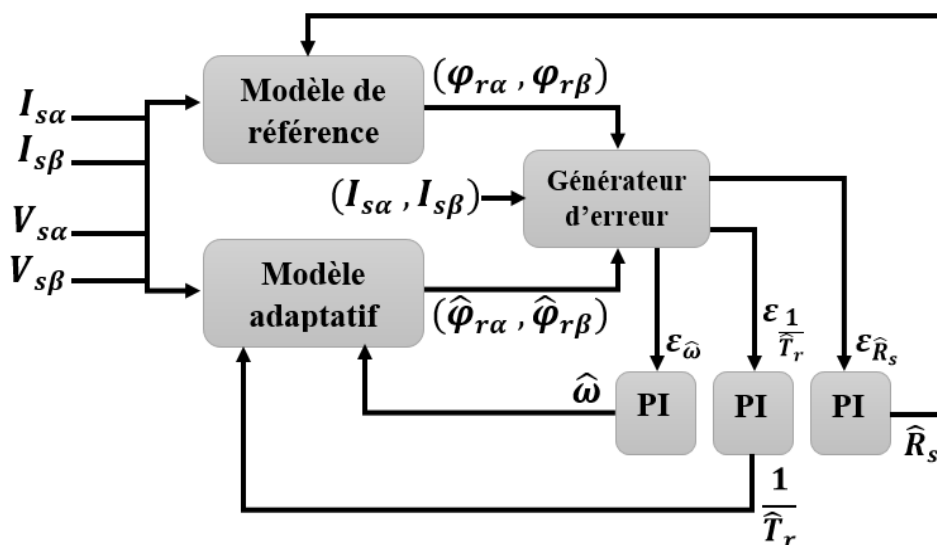 Modèle de
référence
(φrα , φrβ)
Isα
Isβ
Vsα
Vsβ
(Isα , Isβ)
Générateur
d'erreur
Modèle
adaptatif
(φ̂rα , φ̂rβ)
εω̂
ε1/T̂r
εR̂s
ω̂
PI
PI
PI
R̂s
1/T̂r